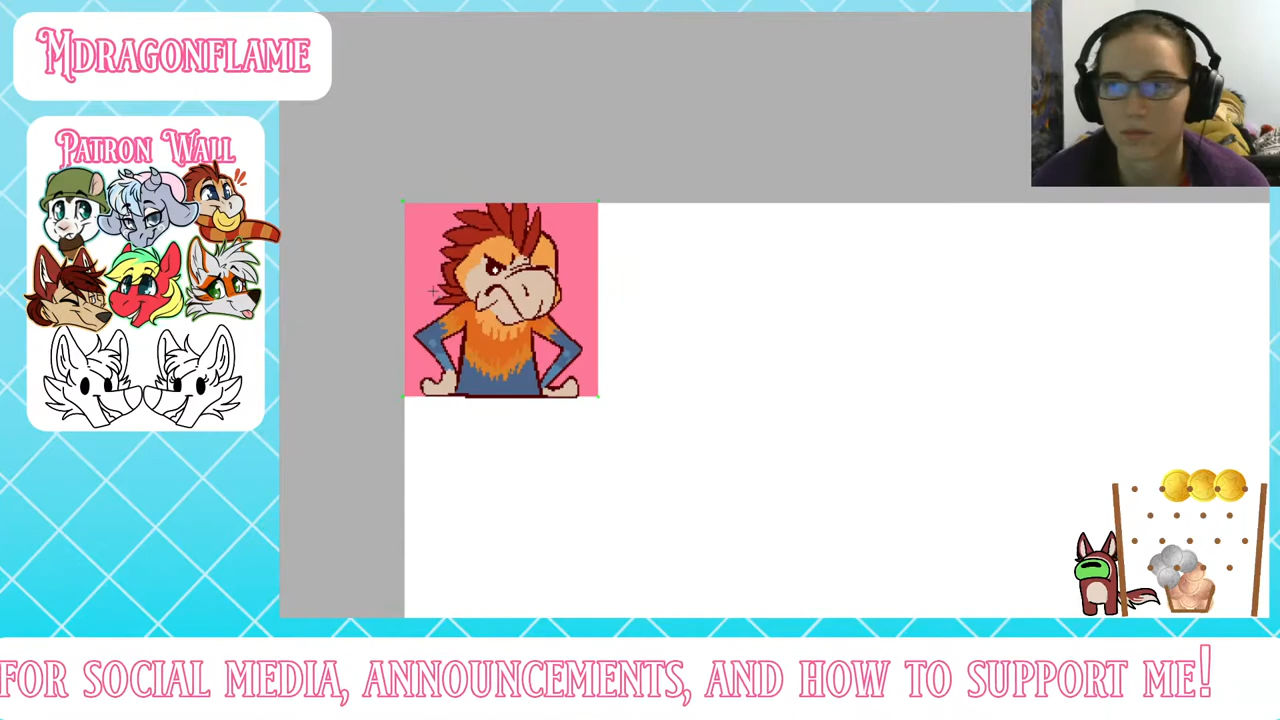 MDRAGONFLAME
PATRON WALL
FOR SOCIAL MEDIA, ANNOUNCEMENTS, AND HOW TO SUPPORT ME!